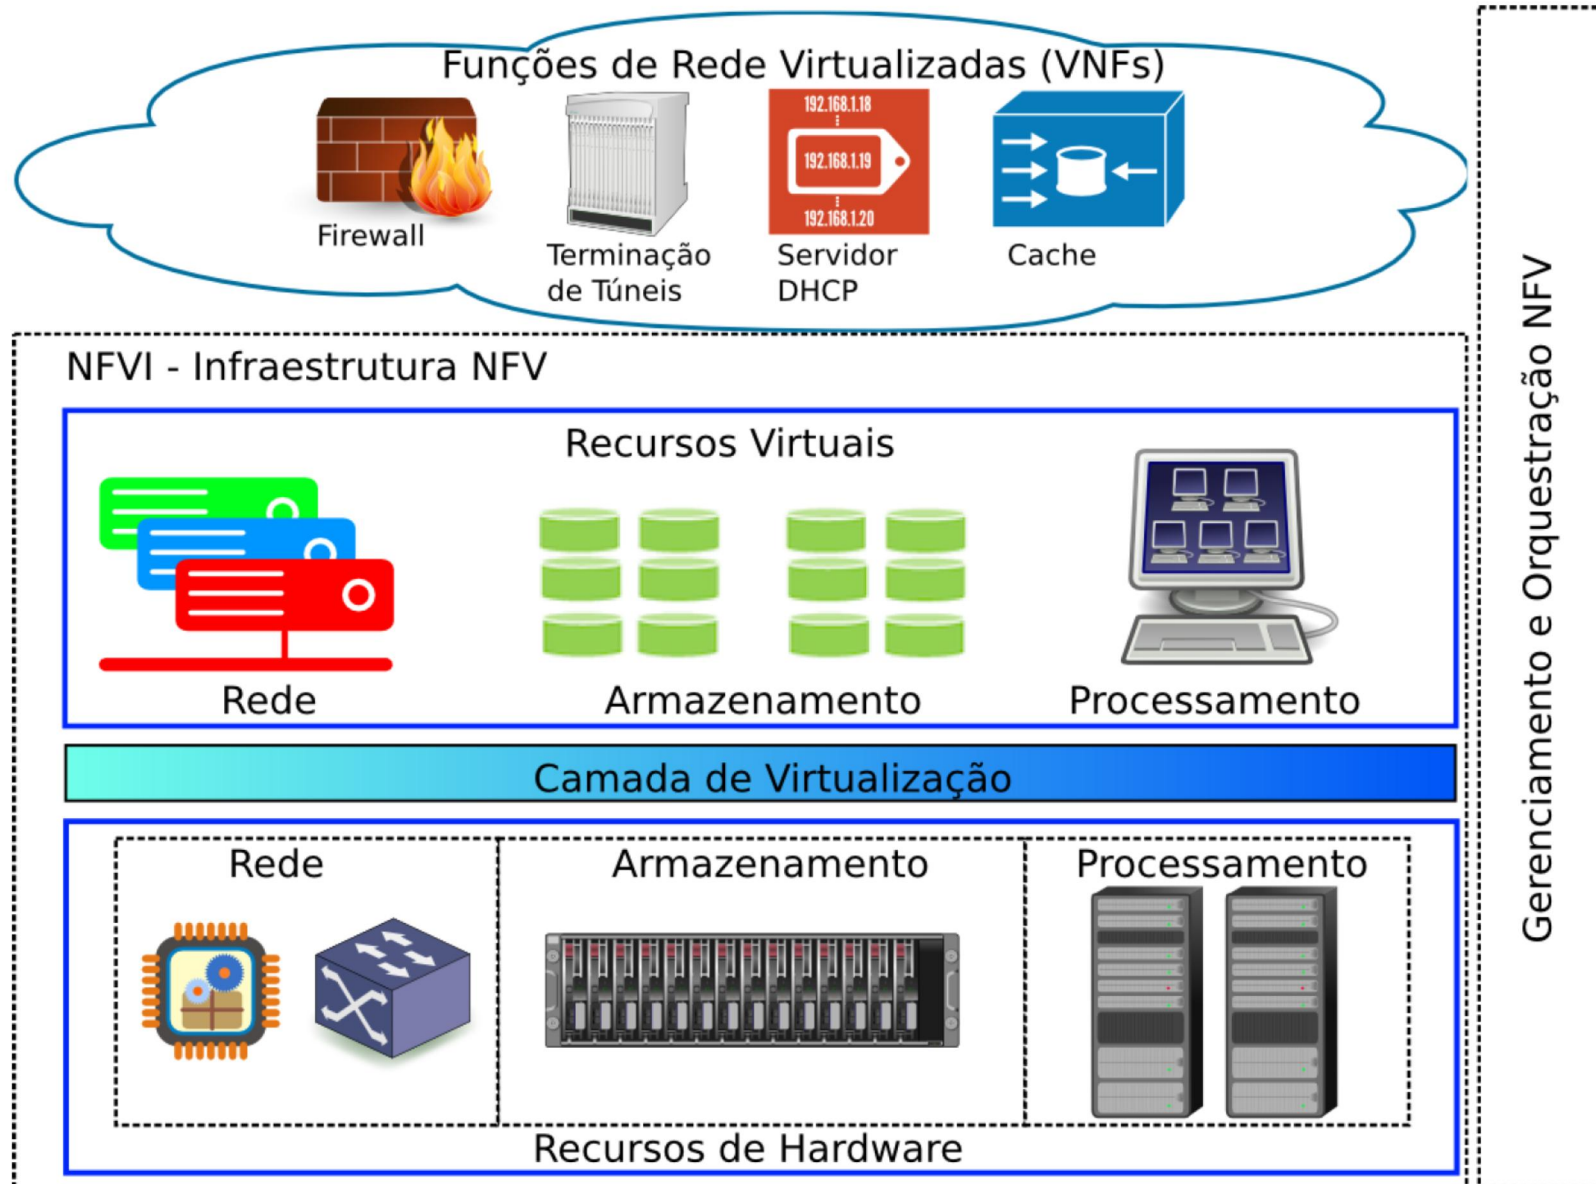 Funções de Rede Virtualizadas (VNFs)
192.168.1.18
192.168.1.19
192.168.1.20
Firewall
Terminação
de Túneis
Servidor
DHCP
Cache
NFVI - Infraestrutura NFV
Recursos Virtuais
Rede
Armazenamento
Processamento
Camada de Virtualização
Rede
Armazenamento
Processamento
Recursos de Hardware
Gerenciamento e Orquestração NFV